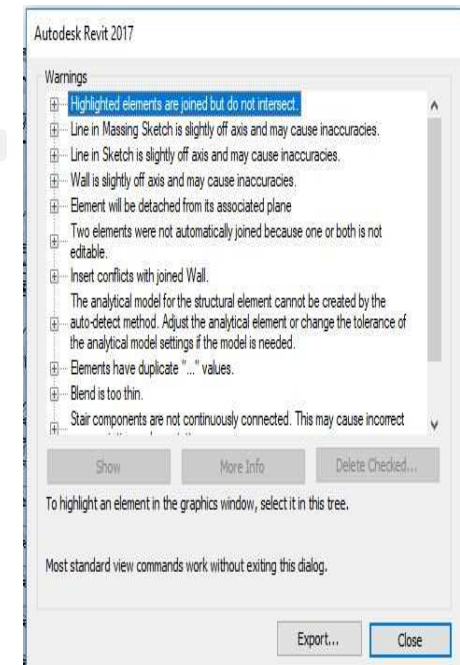 Autodesk Revit 2017
Warnings
Highlighted elements are joined but do not intersect.
Line in Massing Sketch is slightly off axis and may cause inaccuracies.
Line in Sketch is slightly off axis and may cause inaccuracies.
Wall is slightly off axis and may cause inaccuracies.
Element will be detached from its associated plane
Two elements were not automatically joined because one or both is not
editable.
Insert conflicts with joined Wall.
The analytical model for the structural element cannot be created by the
auto-detect method. Adjust the analytical element or change the tolerance of
the analytical model settings if the model is needed.
Elements have duplicate "..." values.
Blend is too thin.
Stair components are not continuously connected. This may cause incorrect
Show More Info Delete Checked...
To highlight an element in the graphics window, select it in this tree.
Most standard view commands work without exiting this dialog.
Export... Close